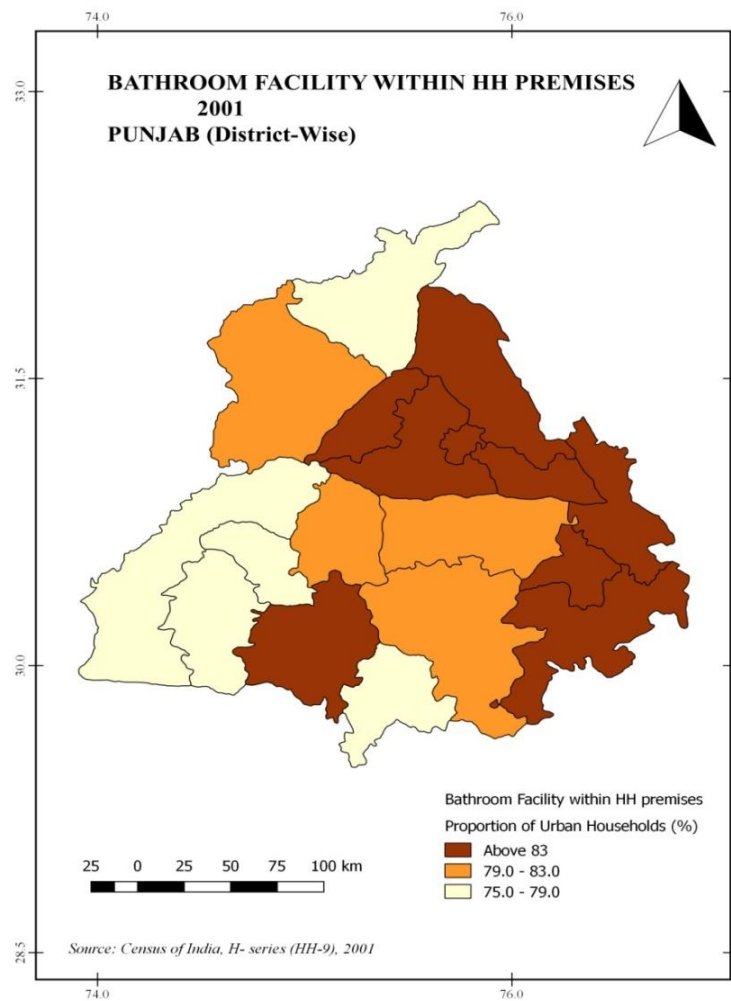 74.0 76.0
33.0
BATHROOM FACILITY WITHIN HH PREMISES
2001
PUNJAB (District-Wise)
31.5
30.0
Bathroom Facility within HH premises
Proportion of Urban Households (%)
Above 83
79.0 - 83.0
75.0 - 79.0
25 0 25 50 75 100 km
Source: Census of India, H- series (HH-9), 2001
28.5
74.0 76.0